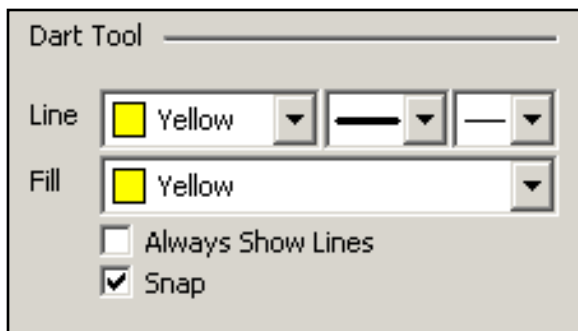 Dart Tool
Line Yellow
Fill Yellow
Always Show Lines
Snap